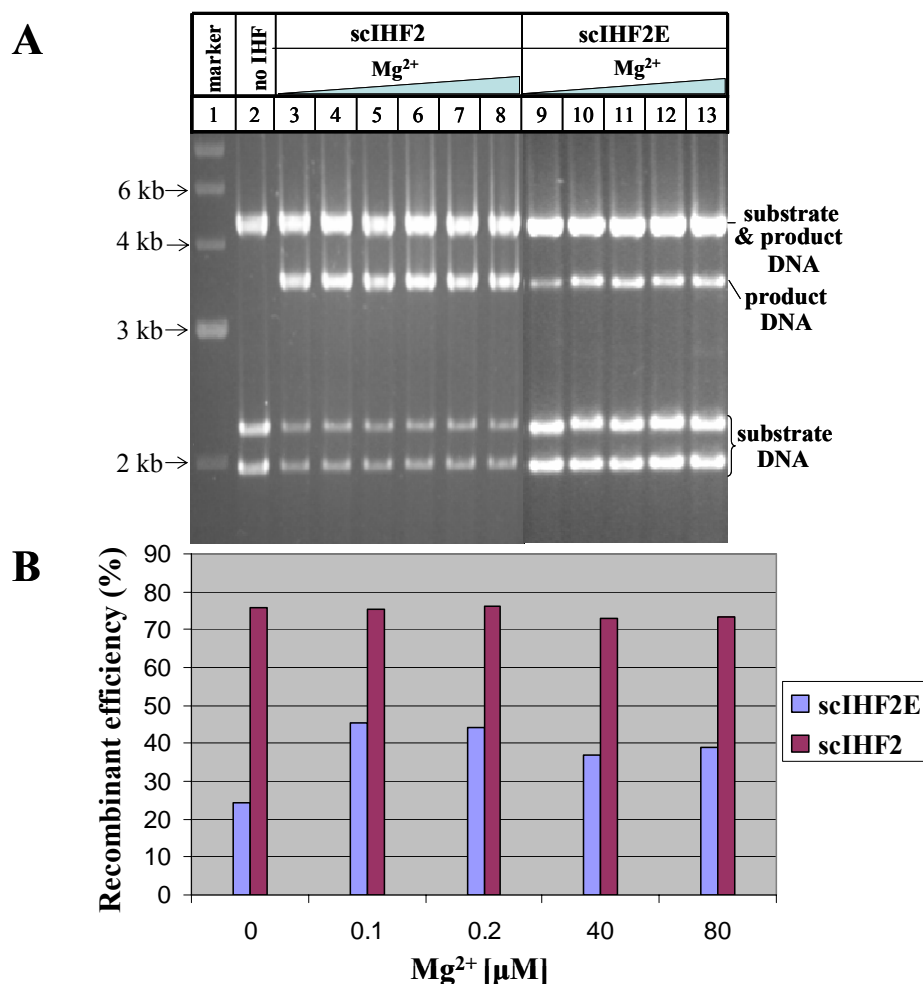 A
marker
no IHF
scIHF2
scIHF2E
Mg²⁺
Mg²⁺
1 2 3 4 5 6 7 8 9 10 11 12 13
6 kb→
4 kb→
3 kb→
2 kb→
substrate
& product
DNA
product
DNA
substrate
DNA
B
Recombinant efficiency (%)
90
80
70
60
50
40
30
20
10
0
0 0.1 0.2 40 80
Mg²⁺ [µM]
scIHF2E
scIHF2